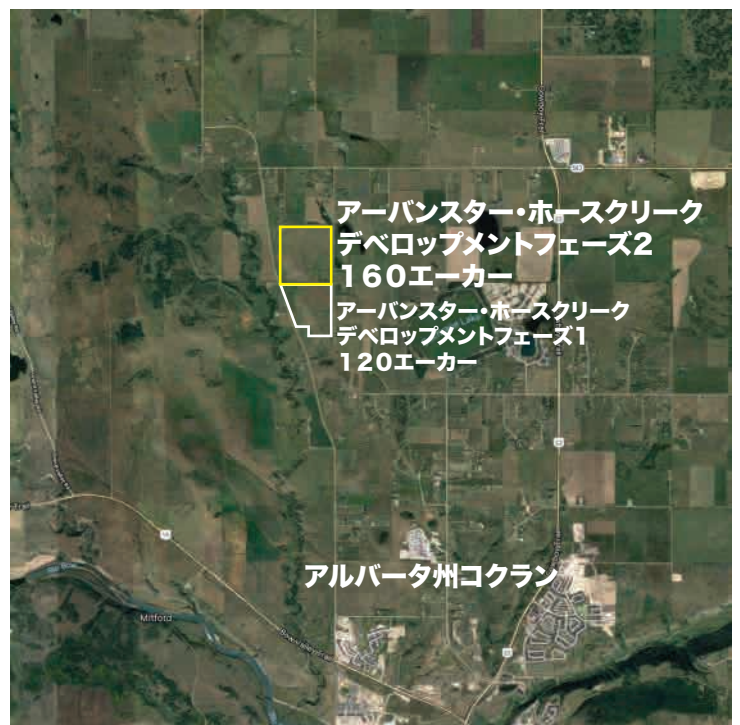 アーバンスター・ホースクリーク
デベロップメントフェーズ2
160エーカー
アーバンスター・ホースクリーク
デベロップメントフェーズ1
120エーカー
アルバータ州コクラン
Mitford